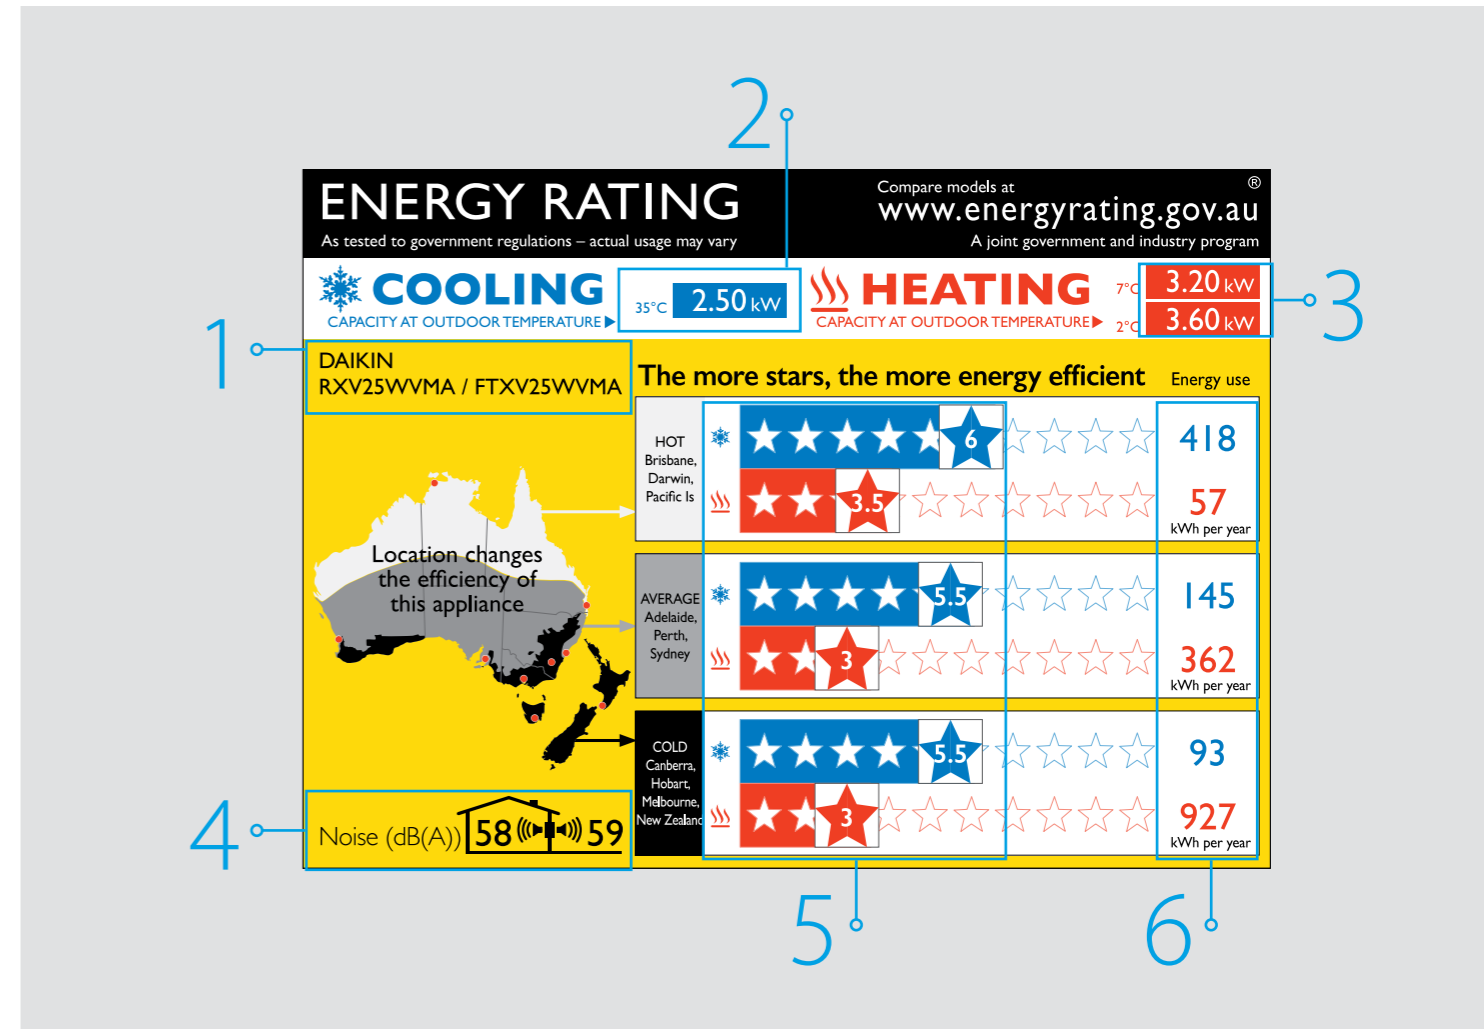 2
ENERGY RATING
As tested to government regulations – actual usage may vary
Compare models at
®
www.energyrating.gov.au
A joint government and industry program
COOLING
CAPACITY AT OUTDOOR TEMPERATURE
35°C 2.50 kW
HEATING
CAPACITY AT OUTDOOR TEMPERATURE
7°C 3.20 kW
2°C 3.60 kW
3
1
DAIKIN
RXV25WVMA / FTXV25WVMA
The more stars, the more energy efficient
Energy use
HOT
Brisbane,
Darwin,
Pacific Is
6
418
3.5
57
kWh per year
Location changes
the efficiency of
this appliance
AVERAGE
Adelaide,
Perth,
Sydney
5.5
145
3
362
kWh per year
COLD
Canberra,
Hobart,
Melbourne,
New Zealand
5.5
93
3
927
kWh per year
4
Noise (dB(A)) 58 59
5
6